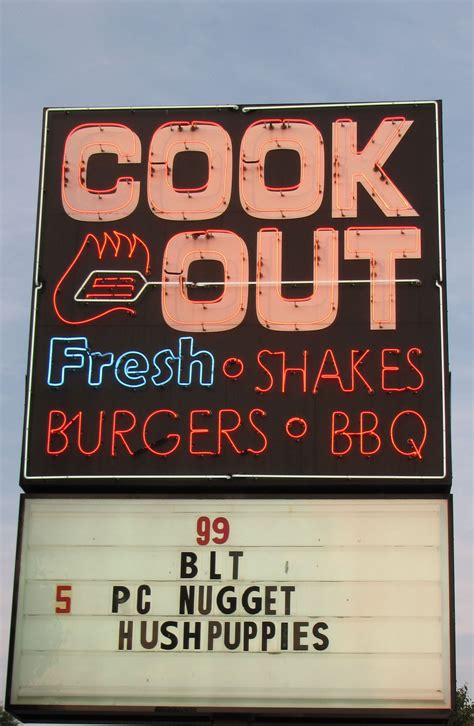 COOK
OUT
Fresh • SHAKES
BURGERS • BBQ
99
BLT
5 PC NUGGET
HUSHPUPPIES